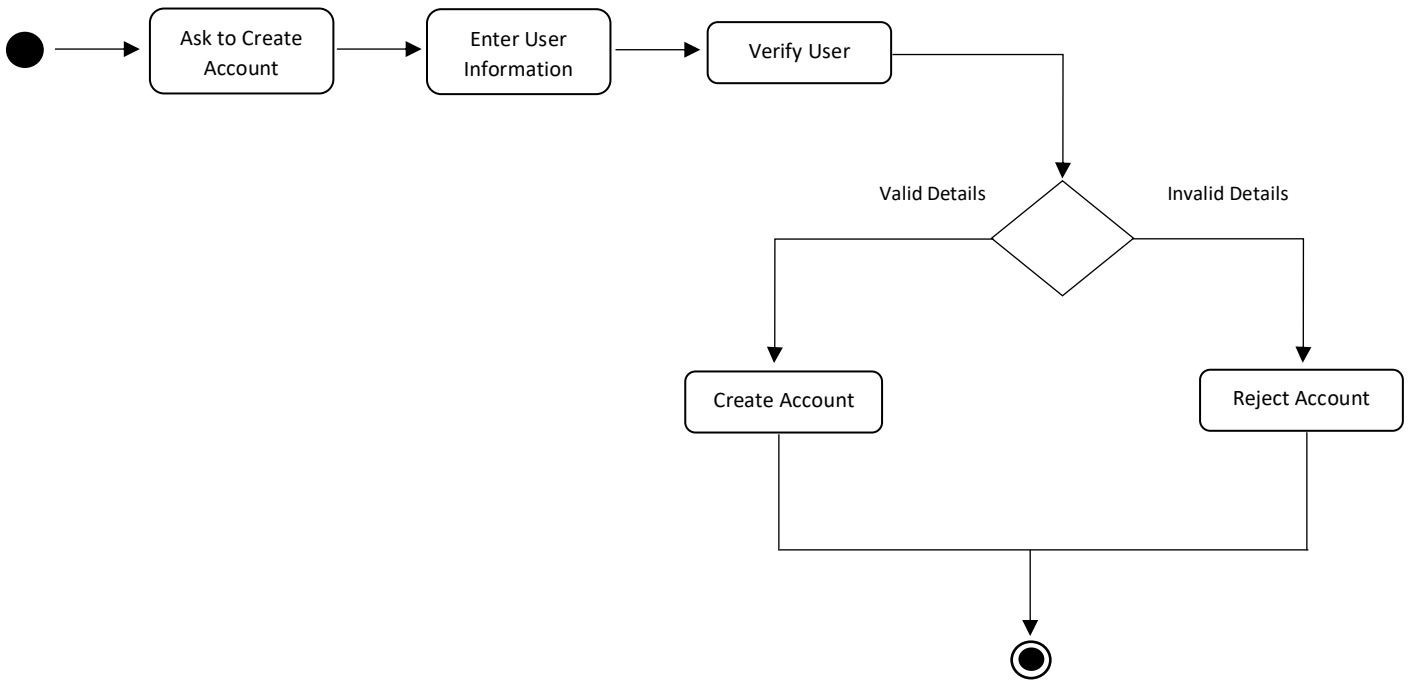 Ask to Create
Account
Enter User
Information
Verify User
Valid Details
Invalid Details
Create Account
Reject Account